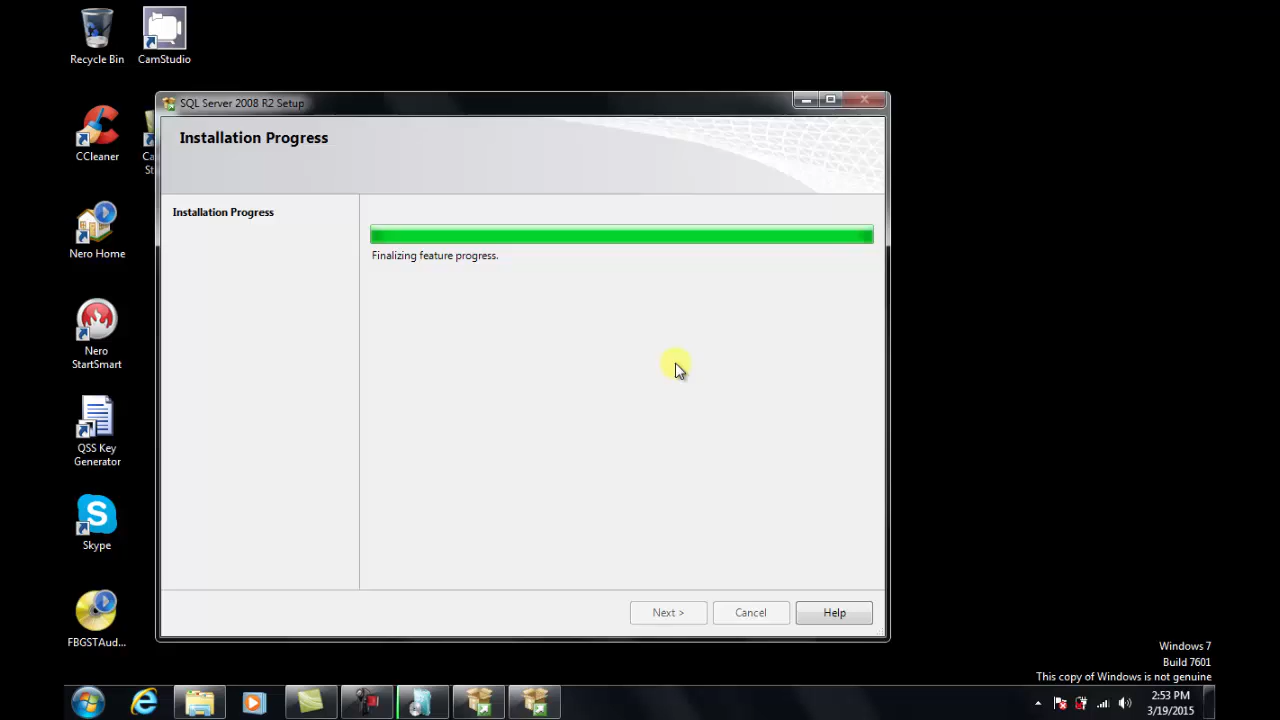 Recycle Bin
CamStudio
SQL Server 2008 R2 Setup
Installation Progress
CCleaner
Installation Progress
Finalizing feature progress.
Nero Home
Nero
StartSmart
QSS Key
Generator
S
Skype
FBGSTAud...
Next >
Cancel
Help
Windows 7
Build 7601
This copy of Windows is not genuine
2:53 PM
3/19/2015